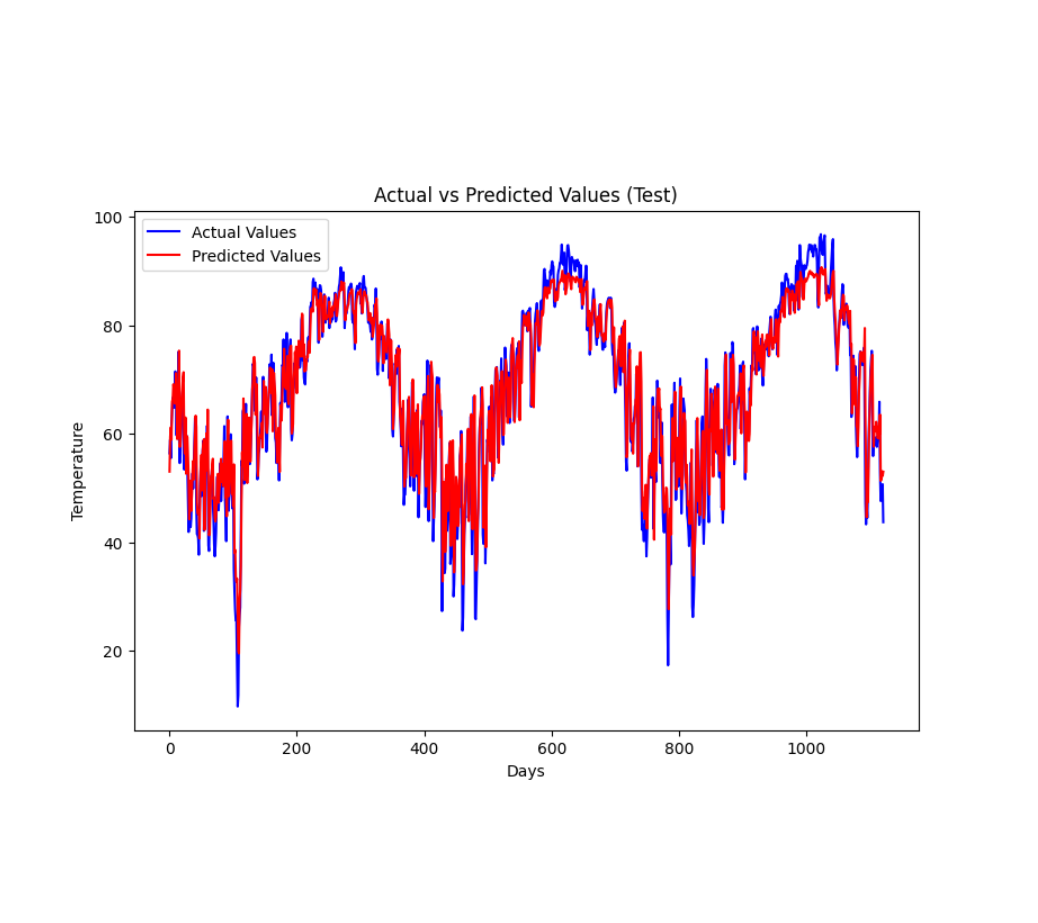 Actual vs Predicted Values (Test)
Actual Values
Predicted Values
100
80
60
40
20
Temperature
0 200 400 600 800 1000
Days